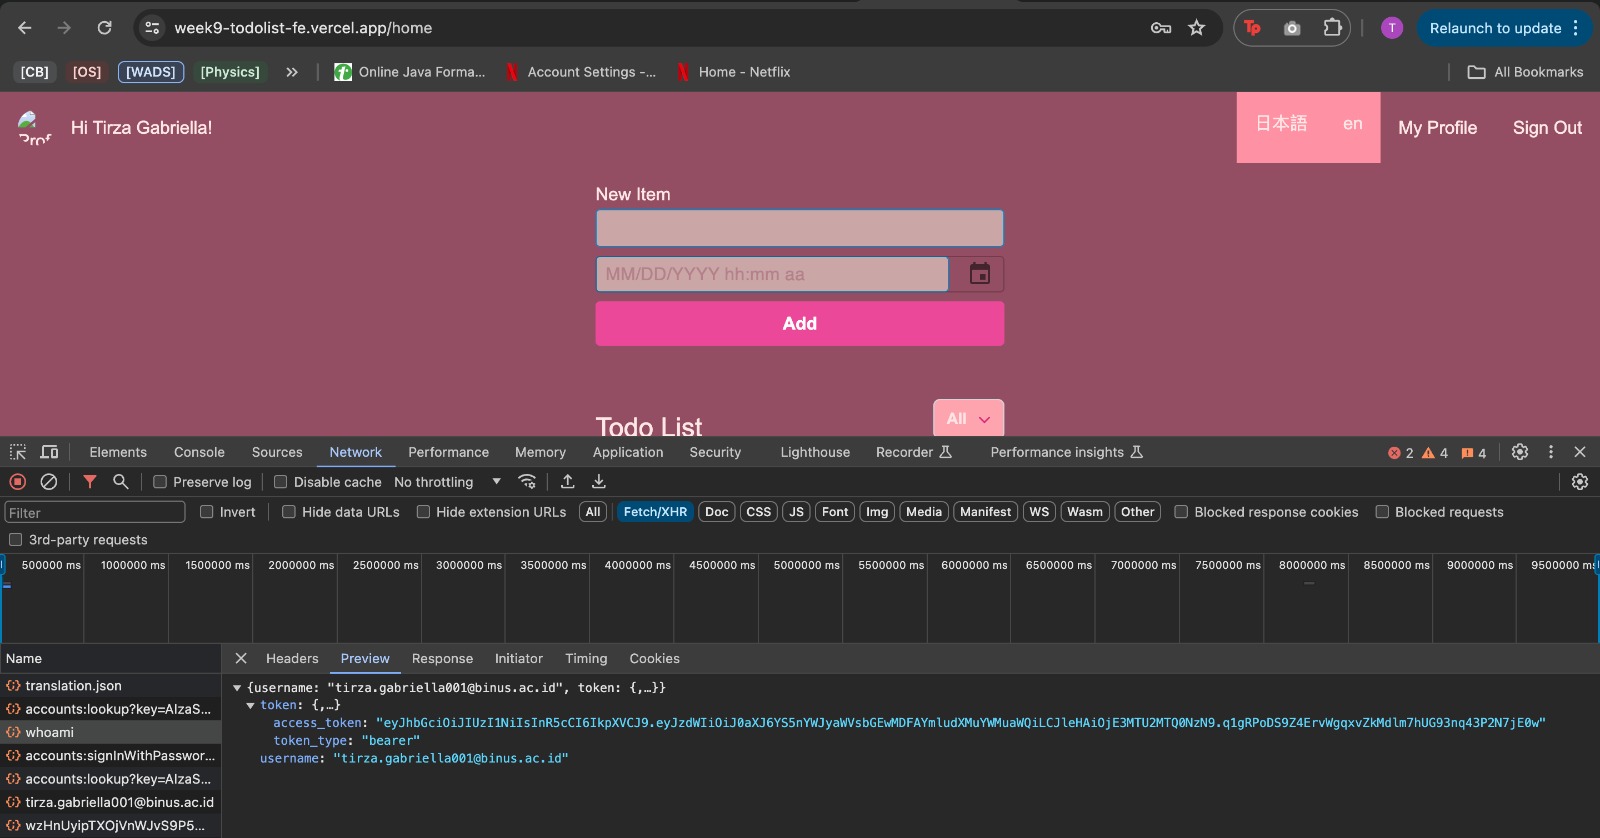 week9-todolist-fe.vercel.app/home
Tp
T
Relaunch to update
[CB]
[OS]
[WADS]
[Physics]
Online Java Forma...
Account Settings -...
Home - Netflix
All Bookmarks
Hi Tirza Gabriella!
日本語
en
My Profile
Sign Out
New Item
MM/DD/YYYY hh:mm aa
Add
Todo List
All
Elements Console Sources Network Performance Memory Application Security Lighthouse Recorder Performance insights 2 4 4
Preserve log Disable cache No throttling
Filter Invert Hide data URLs Hide extension URLs All Fetch/XHR Doc CSS JS Font Img Media Manifest WS Wasm Other Blocked response cookies Blocked requests
3rd-party requests
500000 ms 1000000 ms 1500000 ms 2000000 ms 2500000 ms 3000000 ms 3500000 ms 4000000 ms 4500000 ms 5000000 ms 5500000 ms 6000000 ms 6500000 ms 7000000 ms 7500000 ms 8000000 ms 8500000 ms 9000000 ms 9500000 ms
Name
translation.json
accounts:lookup?key=AIzaS...
whoami
accounts:signInWithPasswor...
accounts:lookup?key=AIzaS...
tirza.gabriella001@binus.ac.id
wzHnUyipTXOjVnWJvS9P5...
Headers Preview Response Initiator Timing Cookies
{username: "tirza.gabriella001@binus.ac.id", token: {,…}}
token: {,…}
access_token:
token_type: "bearer"
username: "tirza.gabriella001@binus.ac.id"